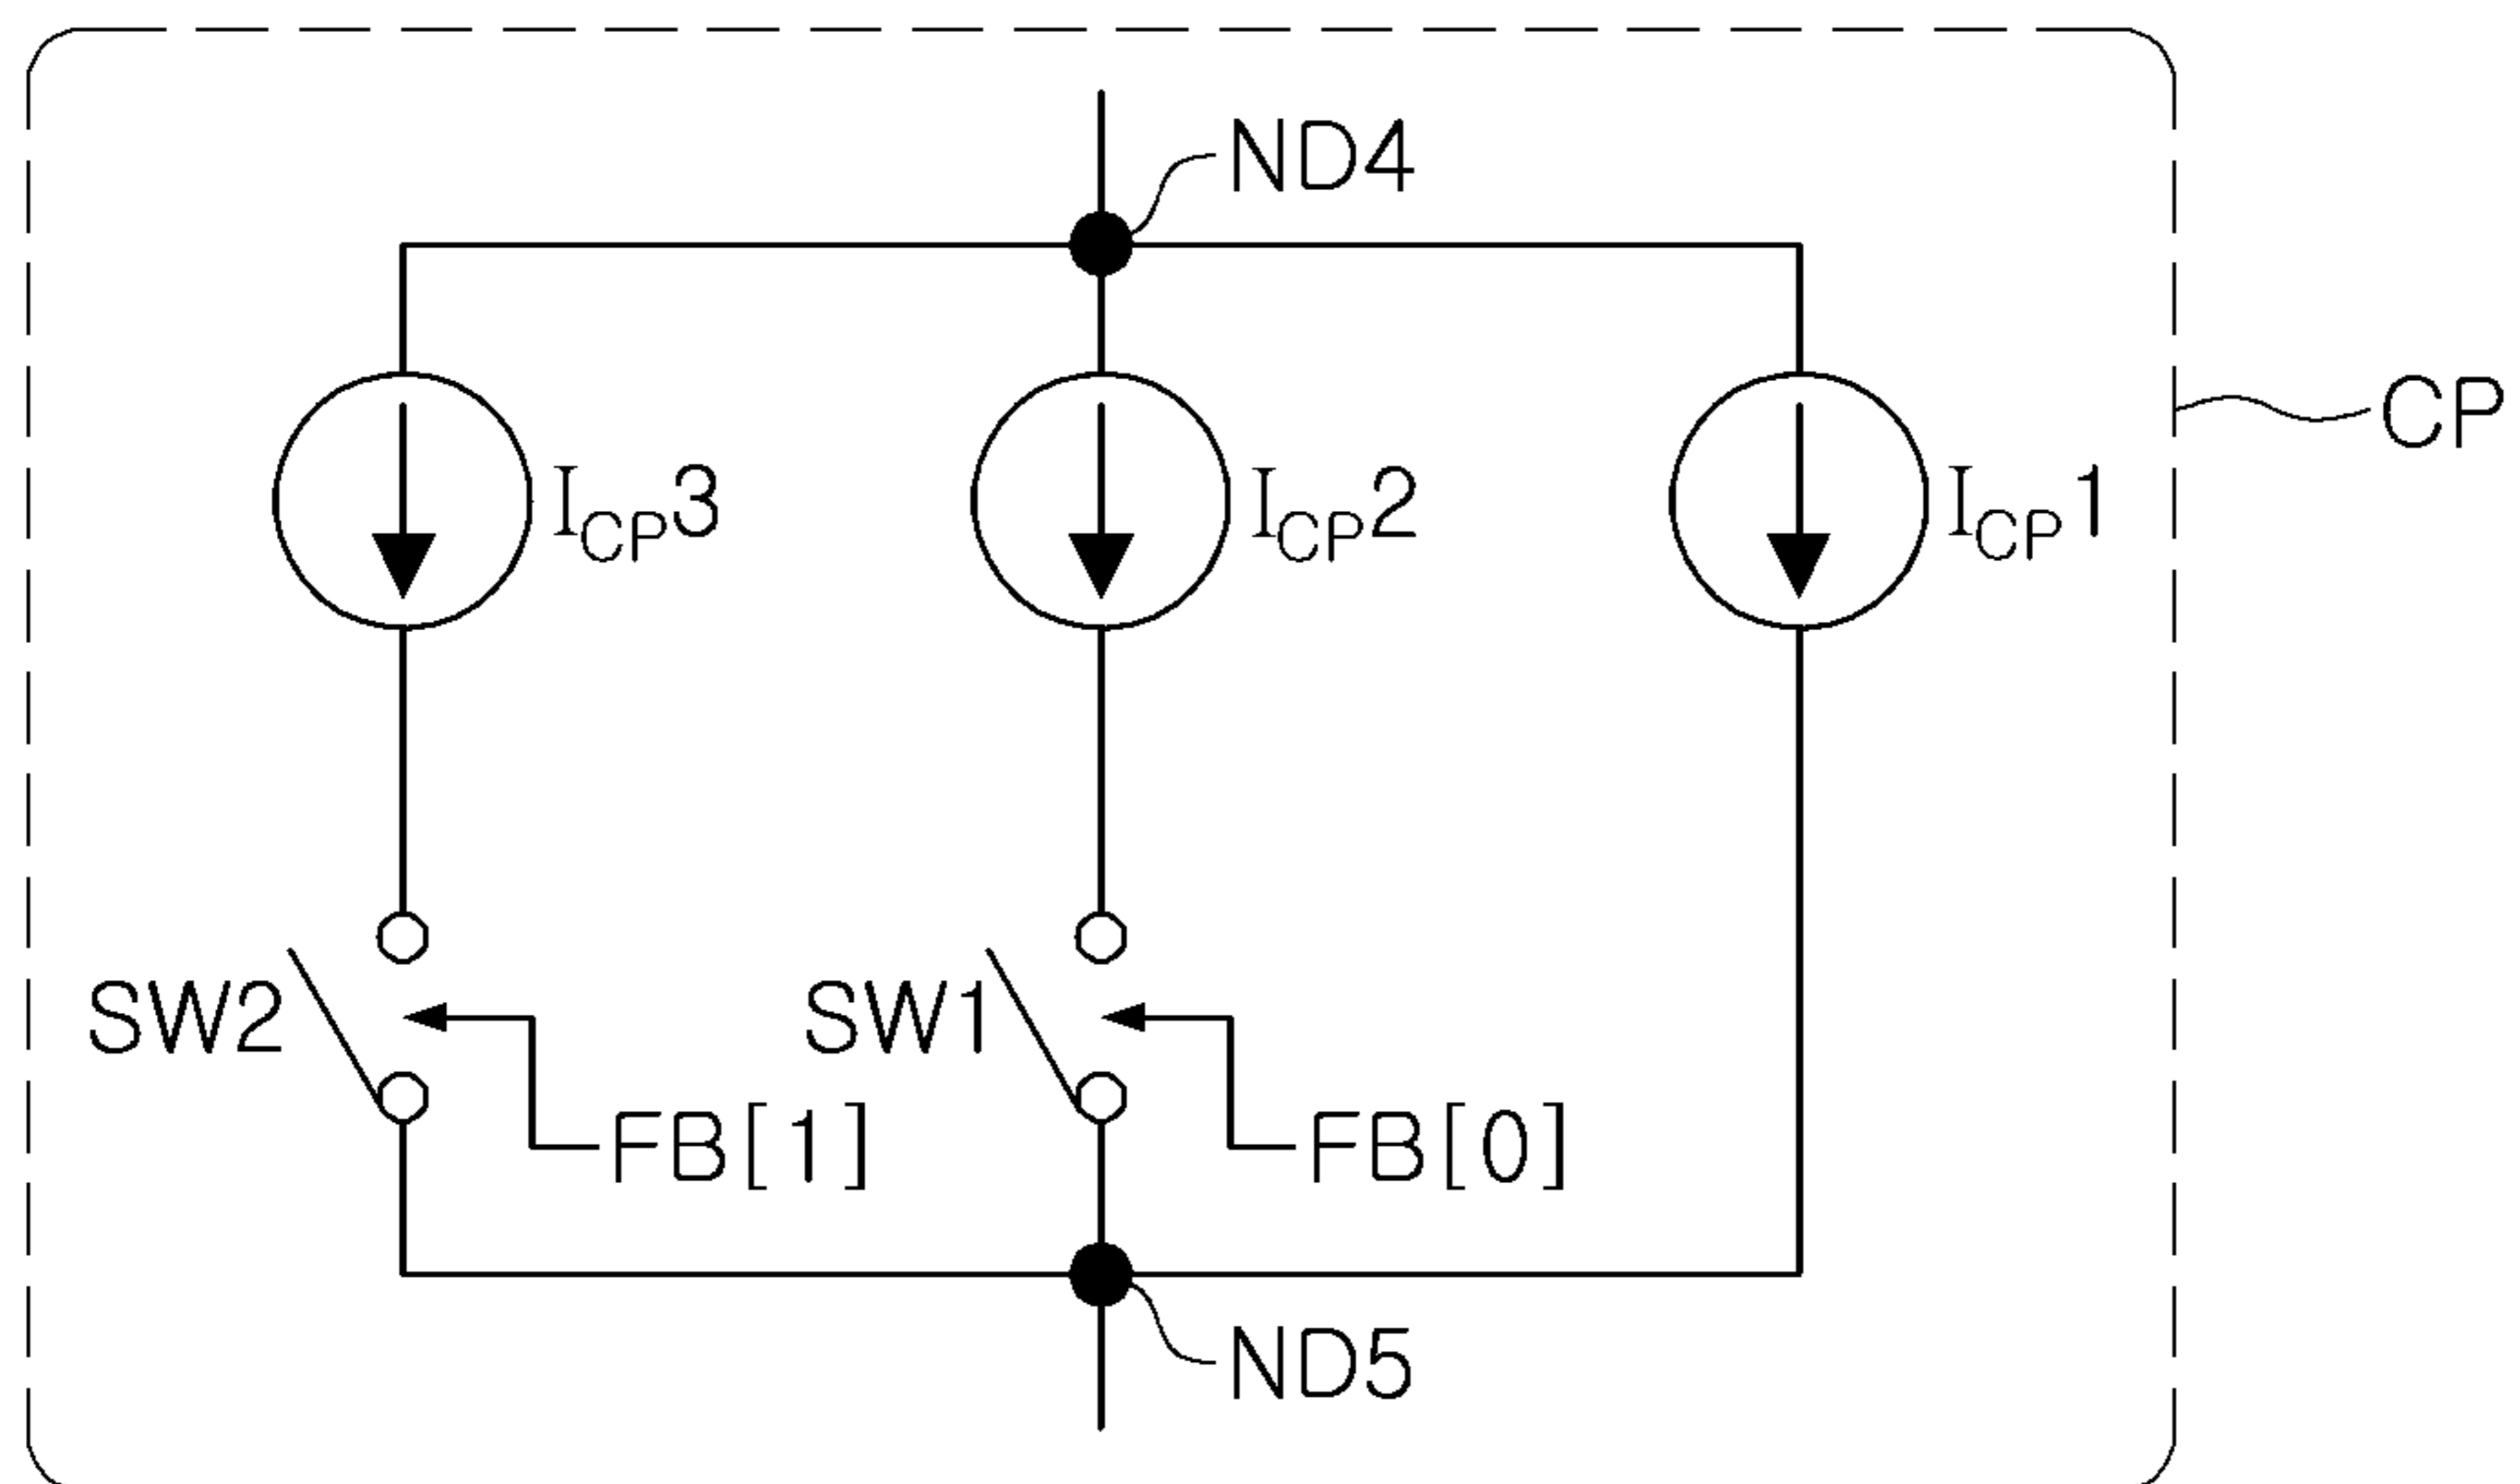 ND4
CP
I_CP3
I_CP2
I_CP1
SW2
SW1
FB[1]
FB[0]
ND5